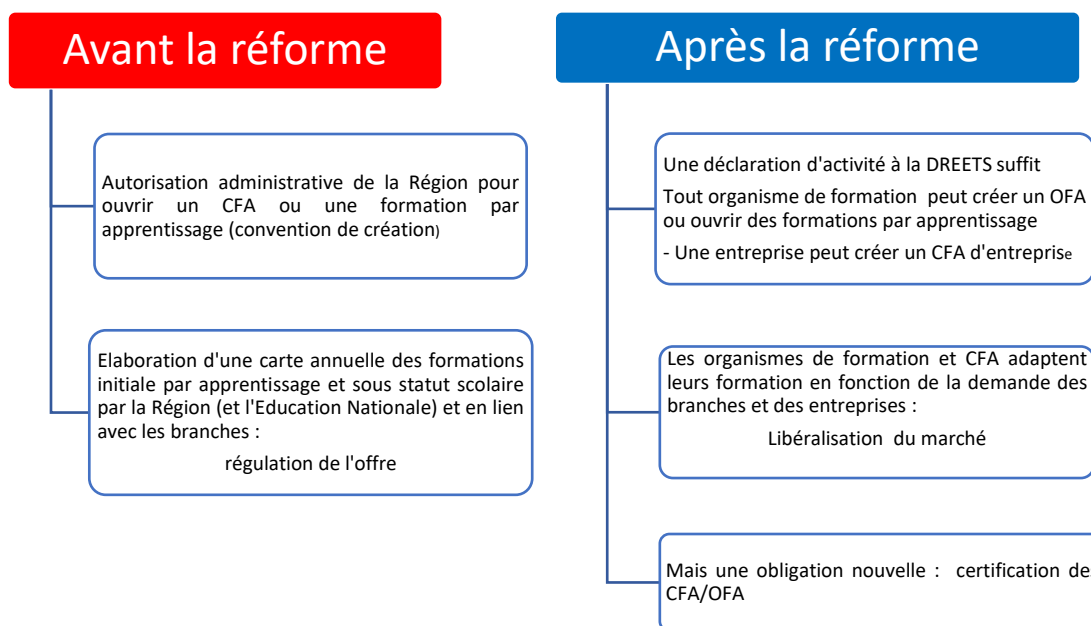 Avant la réforme
Autorisation administrative de la Région pour
ouvrir un CFA ou une formation par
apprentissage (convention de création)
Elaboration d'une carte annuelle des formations
initiale par apprentissage et sous statut scolaire
par la Région (et l'Education Nationale) et en lien
avec les branches :
régulation de l'offre
Après la réforme
Une déclaration d'activité à la DREETS suffit
Tout organisme de formation peut créer un OFA
ou ouvrir des formations par apprentissage
- Une entreprise peut créer un CFA d'entreprise
Les organismes de formation et CFA adaptent
leurs formation en fonction de la demande des
branches et des entreprises :
Libéralisation du marché
Mais une obligation nouvelle : certification de
CFA/OFA